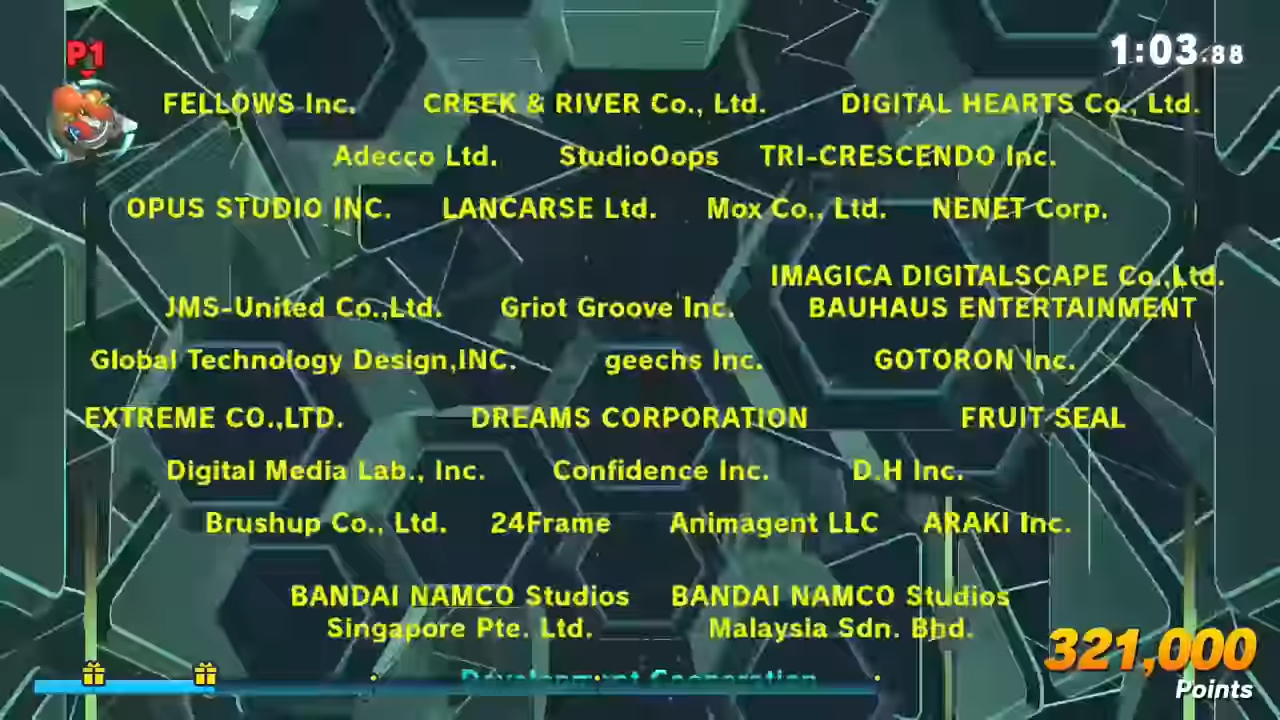 P1
1:03.88
FELLOWS Inc. CREEK & RIVER Co., Ltd. DIGITAL HEARTS Co., Ltd.
Adecco Ltd. StudioOops TRI-CRESCENDO Inc.
OPUS STUDIO INC. LANCARSE Ltd. Mox Co., Ltd. NENET Corp.
IMAGICA DIGITALSCAPE Co.,Ltd.
JMS-United Co.,Ltd. Griot Groove Inc. BAUHAUS ENTERTAINMENT
Global Technology Design,INC. geechs Inc. GOTORON Inc.
EXTREME CO.,LTD. DREAMS CORPORATION FRUIT SEAL
Digital Media Lab., Inc. Confidence Inc. D.H Inc.
Brushup Co., Ltd. 24Frame Animagent LLC ARAKI Inc.
BANDAI NAMCO Studios BANDAI NAMCO Studios
Singapore Pte. Ltd. Malaysia Sdn. Bhd.
Development Cooperation
321,000
Points